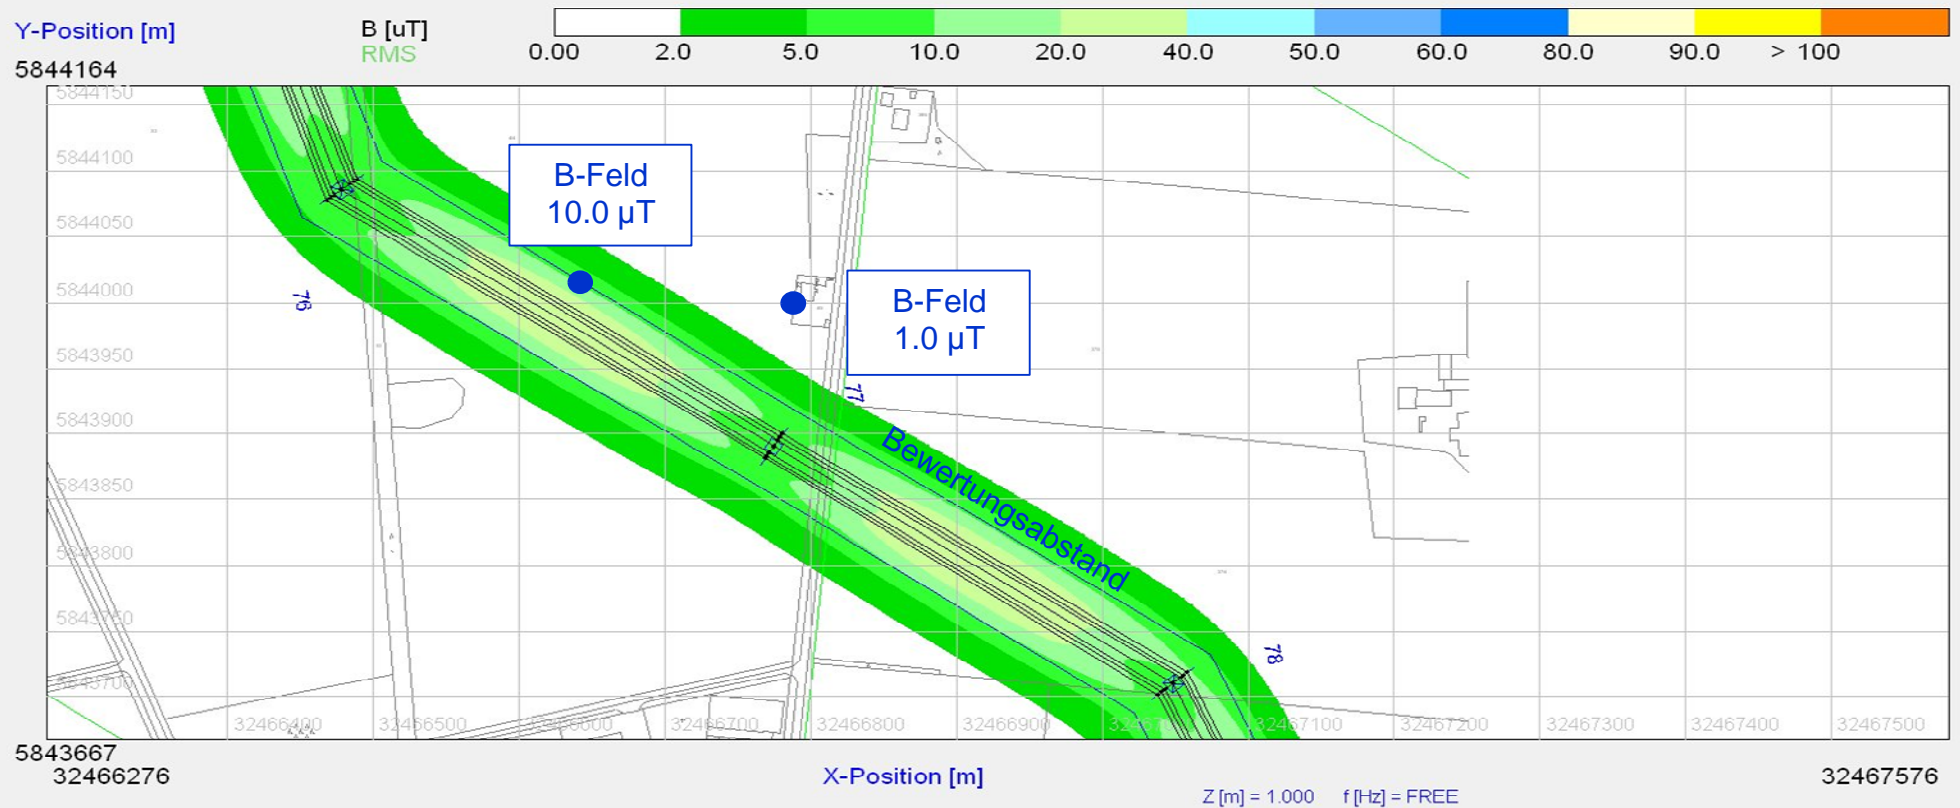 Y-Position [m]
B [uT]
RMS
5844164
0.00 2.0 5.0 10.0 20.0 40.0 50.0 60.0 80.0 90.0 > 100
5844150
5844100
5844050
5844000
5843950
5843900
5843850
5843800
5843750
5843700
B-Feld
10.0 µT
B-Feld
1.0 µT
76
77
Bewertungsabstand
78
32466400 32466500 32466600 32466700 32466800 32466900 32467100 32467200 32467300 32467400 32467500
5843667
32466276
X-Position [m]
32467576
Z [m] = 1.000 f [Hz] = FREE